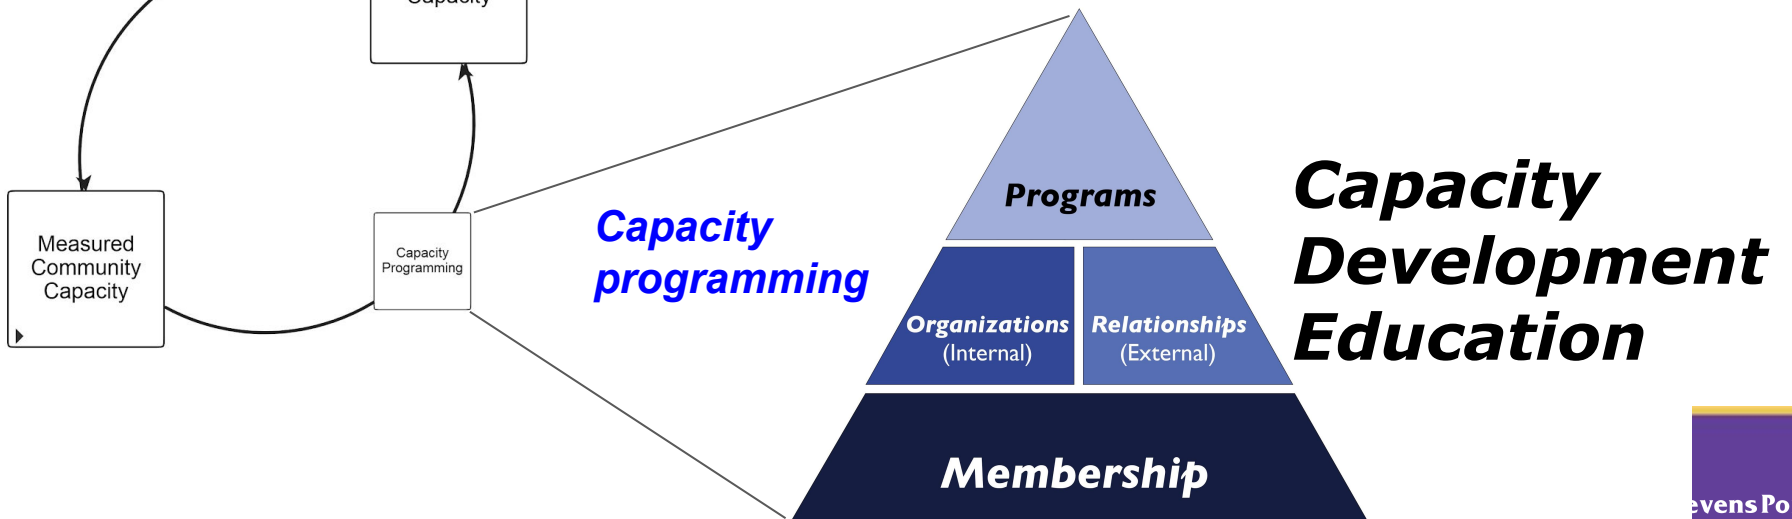 Measured
Community
Capacity
Capacity
Programming
Capacity
programming
Programs
Organizations
(Internal)
Relationships
(External)
Membership
Capacity
Development
Education